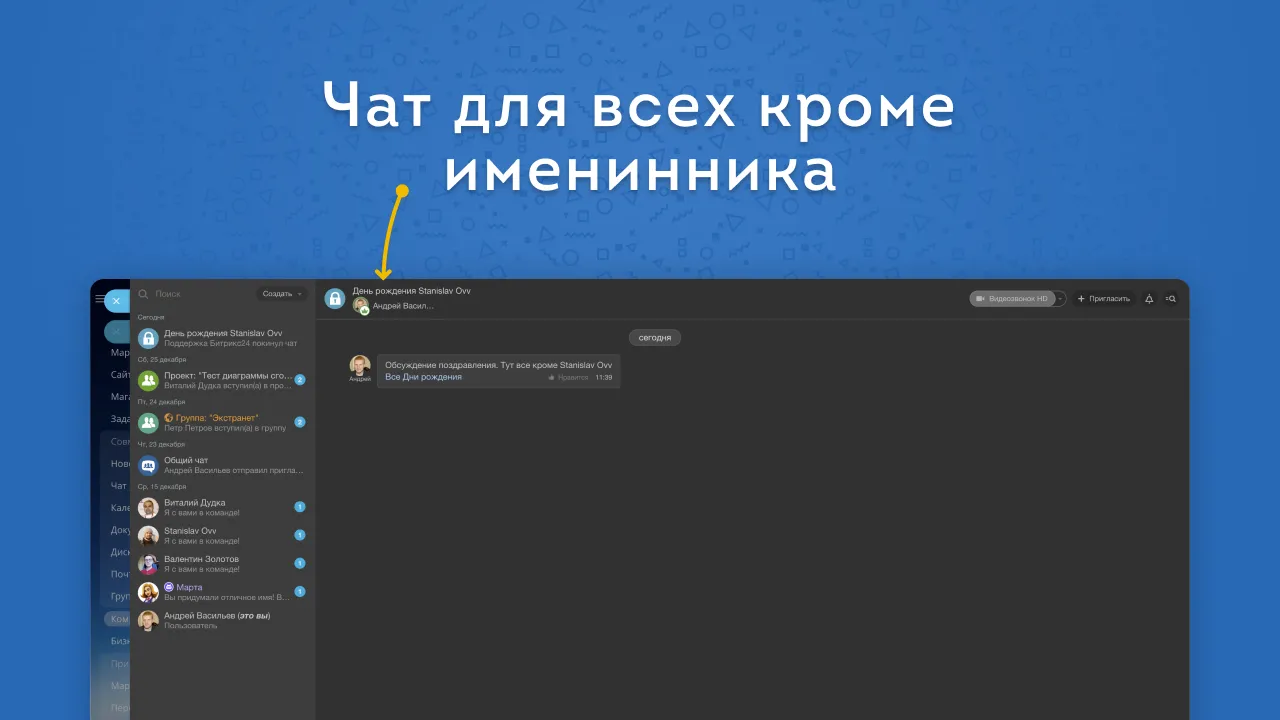 Чат для всех кроме
именинника
Поиск
Создать
Сегодня
День рождения Stanislav Ovv
Поддержка Битрикс24 покинул чат
Сб, 25 декабря
Проект: "Тест диаграммы сго...
Виталий Дудка вступил(а) в про...
2
Пт, 24 декабря
Группа: "Экстранет"
Петр Петров вступил(а) в группу
2
Чт, 23 декабря
Общий чат
Андрей Васильев отправил пригла...
Ср, 15 декабря
Виталий Дудка
Я с вами в команде!
1
Stanislav Ovv
Я с вами в команде!
1
Валентин Золотов
Я с вами в команде!
1
Марта
Вы придумали отличное имя! В...
1
Андрей Васильев (это вы)
Пользователь
Мар
Сайт
Мага
Зада
Совм
Ново
Чат
Кале
Доку
Диск
Почт
Груп
Ком
Бизн
При
Мар
Пер
День рождения Stanislav Ovv
Андрей Васил...
Видеозвонок HD
Пригласить
сегодня
Андрей
Обсуждение поздравления. Тут все кроме Stanislav Ovv
Все Дни рождения
Нравится 11:39